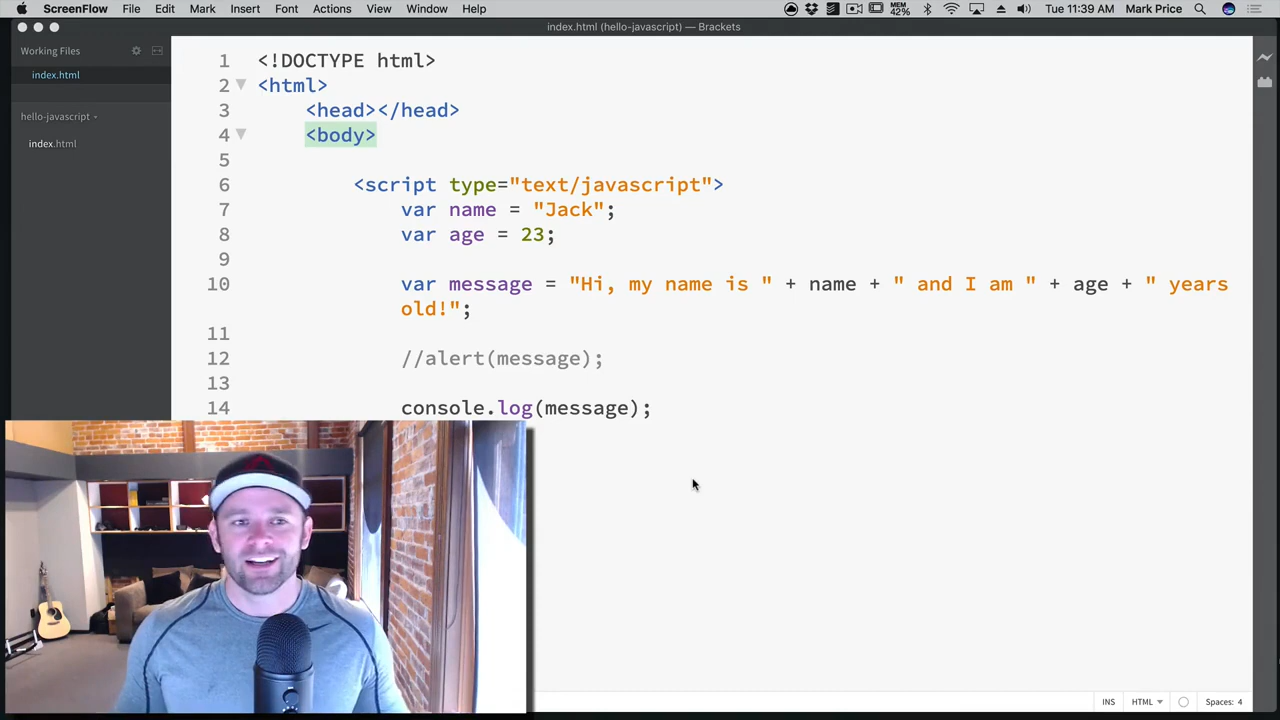 ScreenFlow File Edit Mark Insert Font Actions View Window Help MEM 42% Tue 11:39 AM Mark Price
index.html (hello-javascript) — Brackets
Working Files
index.html
hello-javascript
index.html
1 <!DOCTYPE html>
2 <html>
3 <head></head>
4 <body>
5
6 <script type="text/javascript">
7 var name = "Jack";
8 var age = 23;
9
10 var message = "Hi, my name is " + name + " and I am " + age + " years
old!";
11
12 //alert(message);
13
14 console.log(message);
INS HTML Spaces: 4